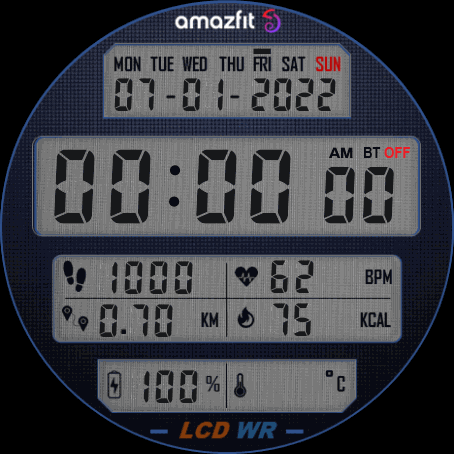 amazfit
MON TUE WED THU FRI SAT SUN
07-01-2022
AM BT OFF
00:00 00
1000 62 BPM
0.70 KM 75 KCAL
100 % °C
LCD WR